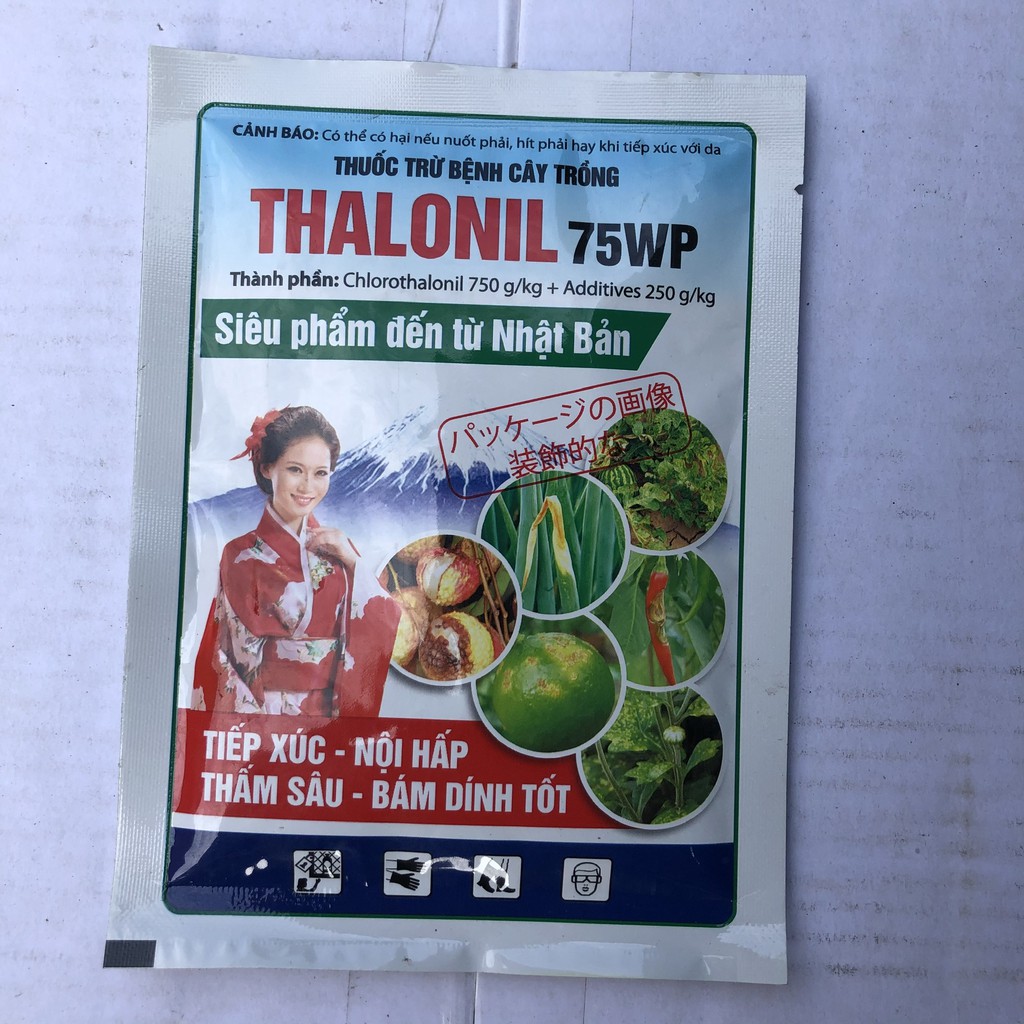 CẢNH BÁO: Có thể có hại nếu nuốt phải, hít phải hay khi tiếp xúc với da
THUỐC TRỪ BỆNH CÂY TRỒNG
THALONIL 75WP
Thành phần: Chlorothalonil 750 g/kg + Additives 250 g/kg
Siêu phẩm đến từ Nhật Bản
パッケージの画像
装飾的な
TIẾP XÚC - NỘI HẤP
THẤM SÂU - BÁM DÍNH TỐT